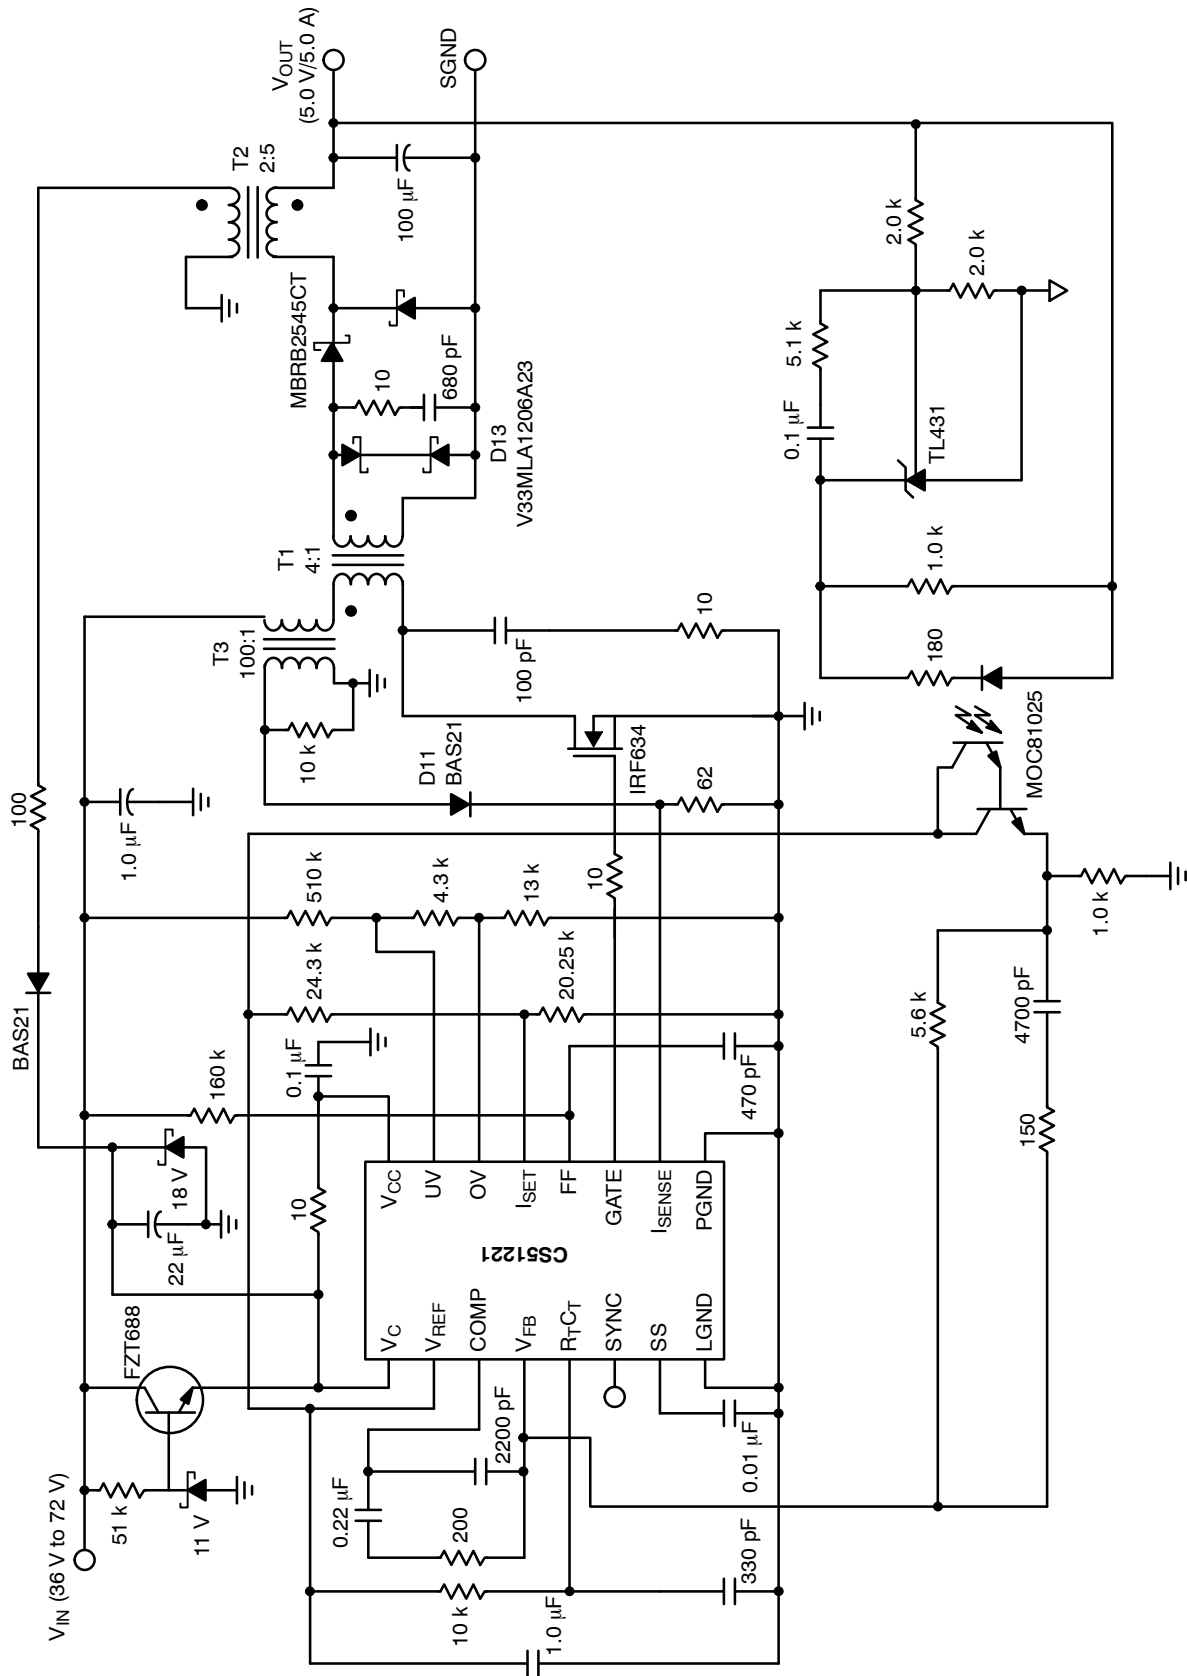 VIN (36 V to 72 V)
51 k
11 V
FZT688
22 µF
18 V
160 k
BAS21
100
1.0 µF
T2
2:5
VOUT
(5.0 V/5.0 A)
SGND
100 µF
MBRB2545CT
10
680 pF
D13
V33MLA1206A23
T1
4:1
T3
100:1
10 k
D11
BAS21
100 pF
10
IRF634
62
10
510 k
4.3 k
13 k
24.3 k
20.25 k
0.1 µF
470 pF
10
CS51221
VC
VREF
COMP
VFB
RTCT
SYNC
SS
LGND
VCC
UV
OV
ISET
FF
GATE
ISENSE
PGND
0.22 µF
200
2200 pF
10 k
330 pF
1.0 µF
0.01 µF
5.6 k
4700 pF
150
1.0 k
MOC81025
180
1.0 k
TL431
0.1 µF
5.1 k
2.0 k
2.0 k